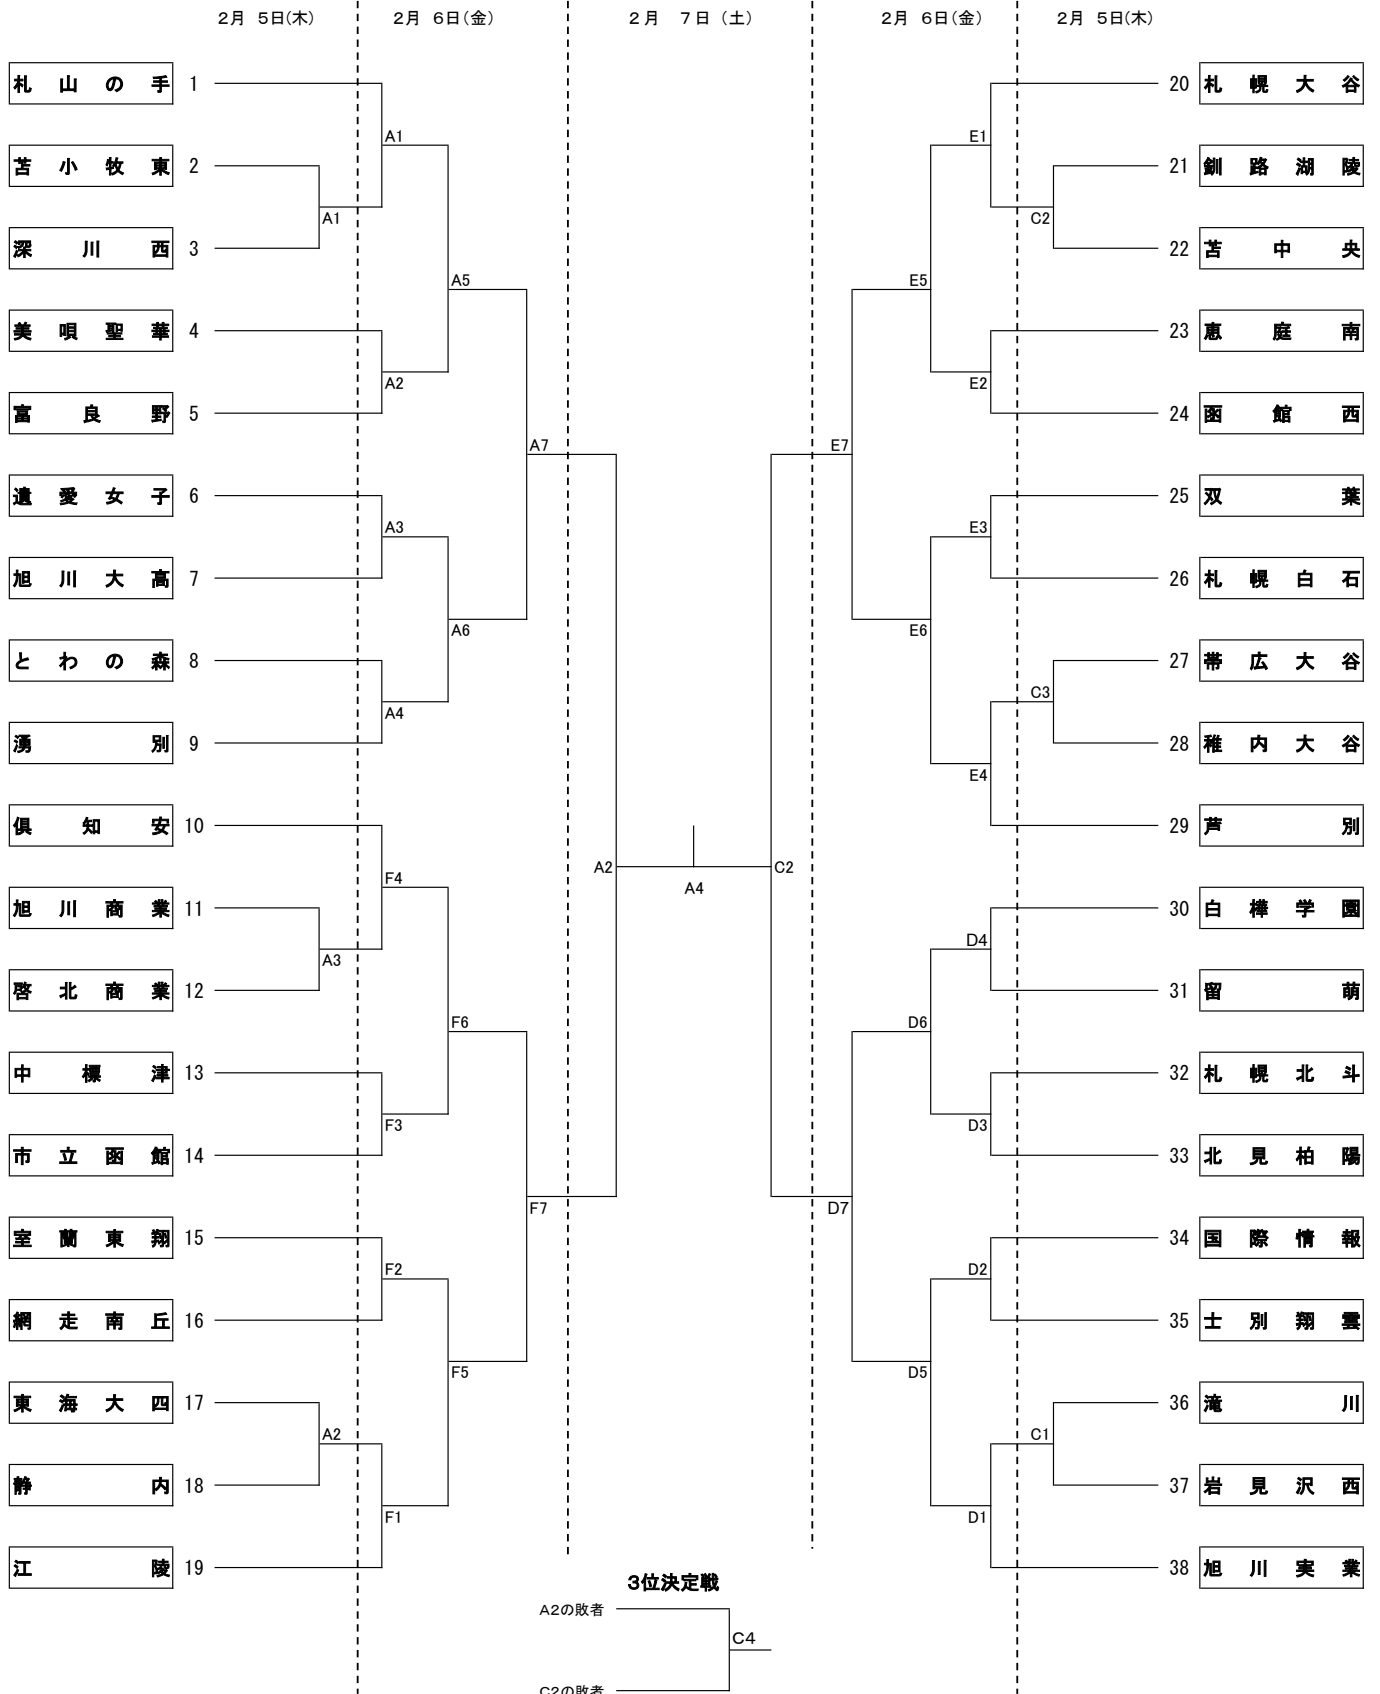 2月 5日(木) 2月 6日(金) 2月 7日(土) 2月 6日(金) 2月 5日(木)
札山の手 1 20 札幌大谷
A1 E1
苫小牧東 2 21 釧路湖陵
A1 C2
深川西 3 22 苫中央
A5 E5
美唄聖華 4 23 恵庭南
A2 E2
富良野 5 24 函館西
A7 E7
遺愛女子 6 25 双葉
A3 E3
旭川大高 7 26 札幌白石
A6 E6
とわの森 8 27 帯広大谷
A4 C3
湧別 9 28 稚内大谷
E4
倶知安 10 29 芦別
F4 A2 A4 C2
旭川商業 11 30 白樺学園
A3 D4
啓北商業 12 31 留萌
F6 D6
中標津 13 32 札幌北斗
F3 D3
市立函館 14 33 北見柏陽
F7 D7
室蘭東翔 15 34 国際情報
F2 D2
網走南丘 16 35 士別翔雲
F5 D5
東海大四 17 36 滝川
A2 C1
静内 18 37 岩見沢西
F1 D1
江陵 19 38 旭川実業
3位決定戦
A2の敗者
C4
C2の敗者